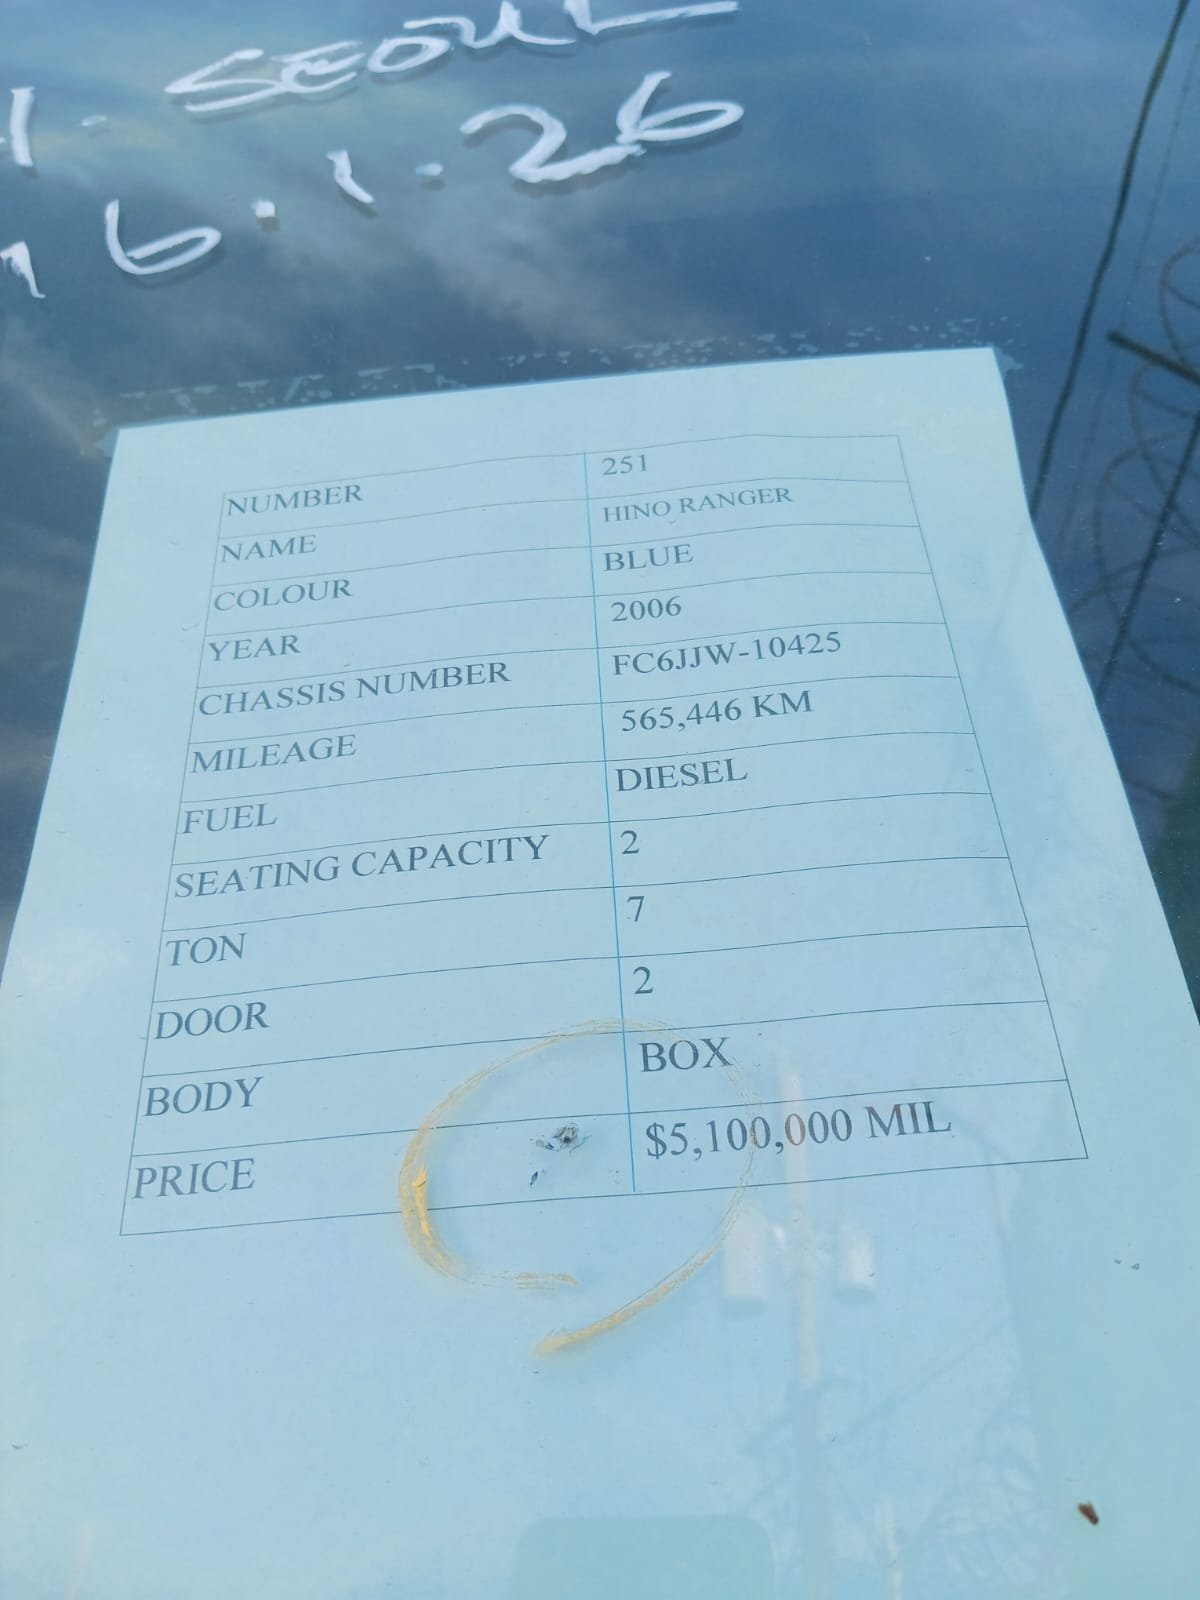 1. SEOUL
16.1.26
NUMBER 251
NAME HINO RANGER
COLOUR BLUE
YEAR 2006
CHASSIS NUMBER FC6JJW-10425
MILEAGE 565,446 KM
FUEL DIESEL
SEATING CAPACITY 2
TON 7
DOOR 2
BODY BOX
PRICE $5,100,000 MIL